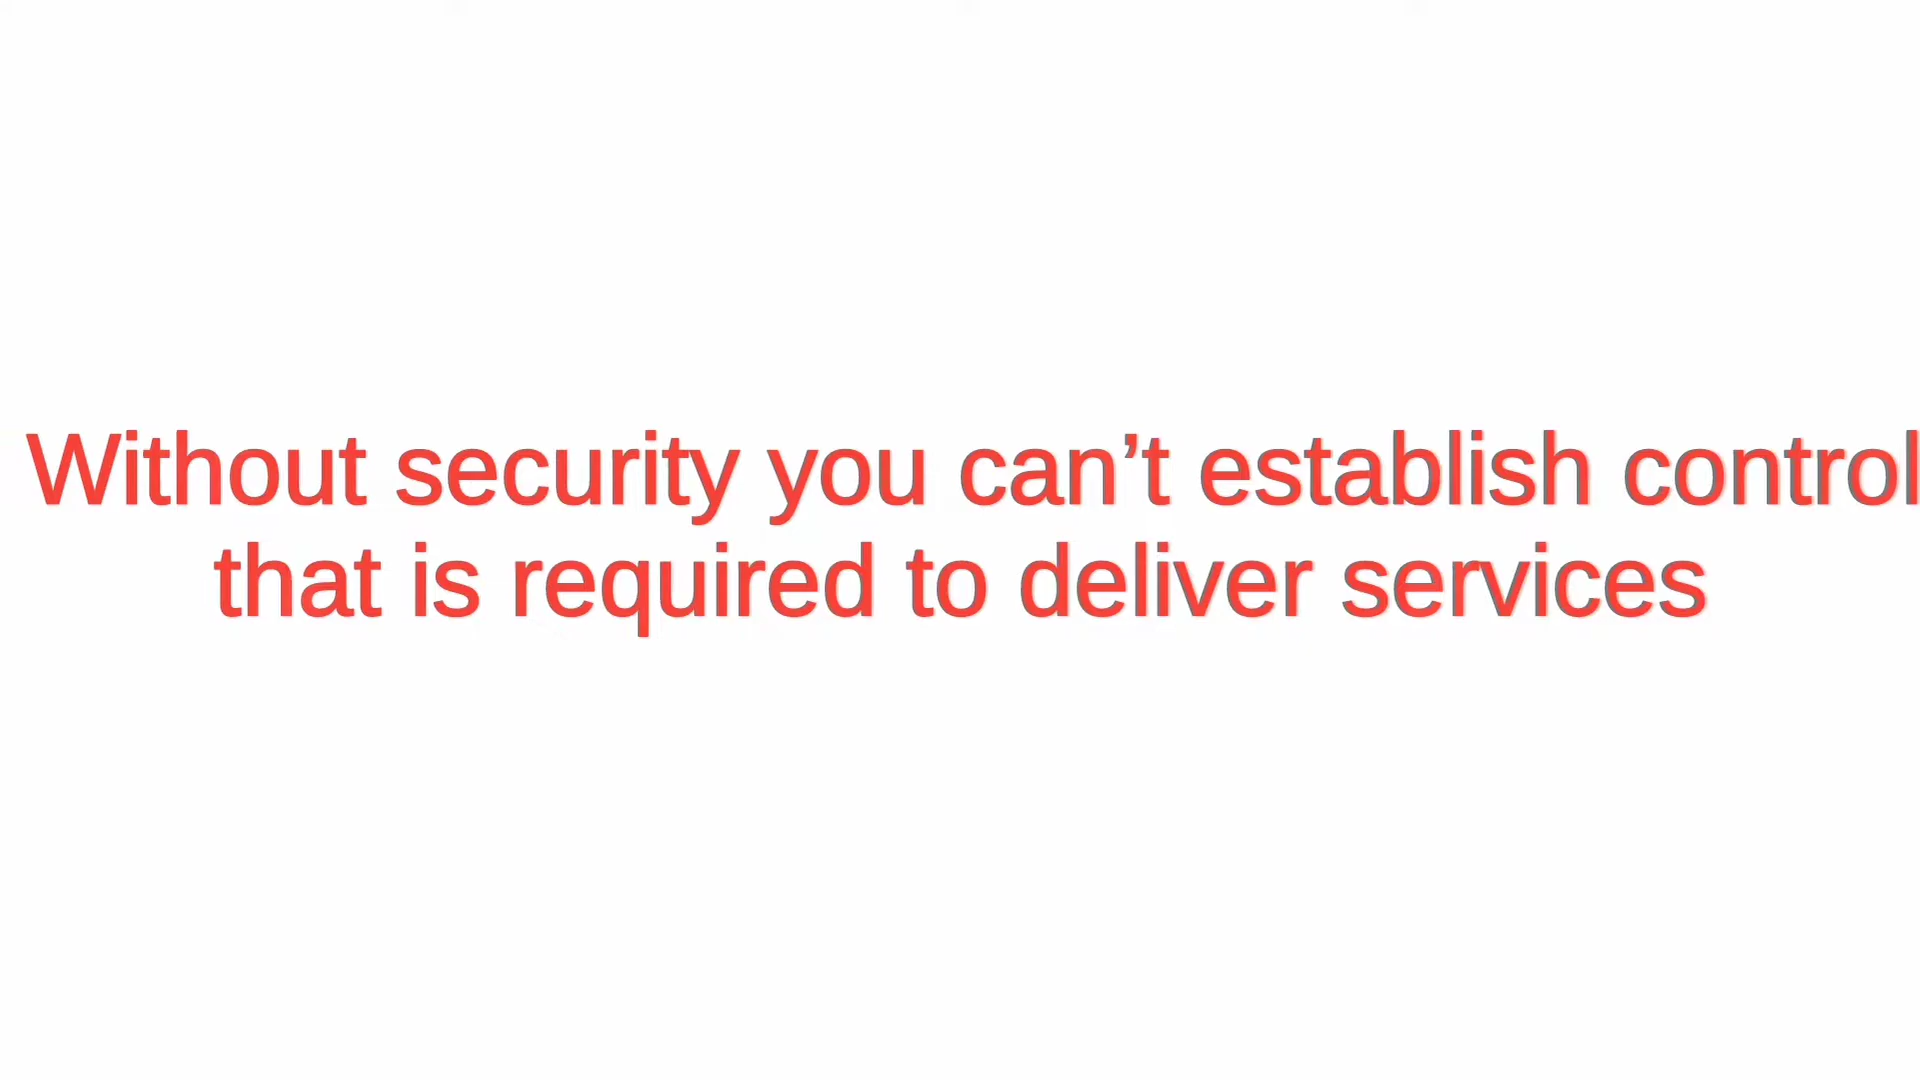 Without security you can’t establish control
that is required to deliver services